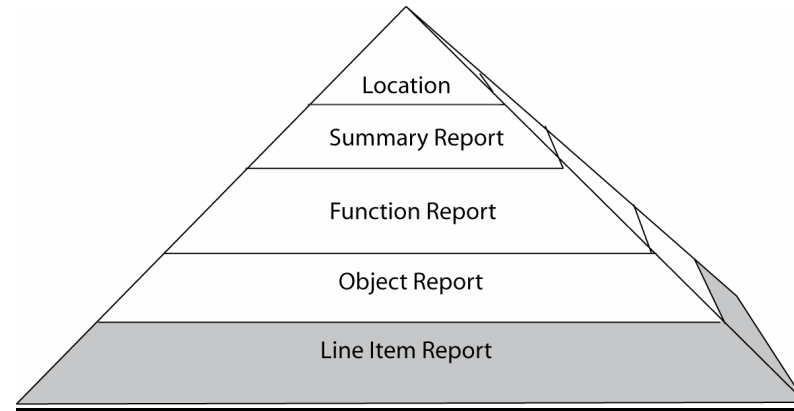 Location
Summary Report
Function Report
Object Report
Line Item Report